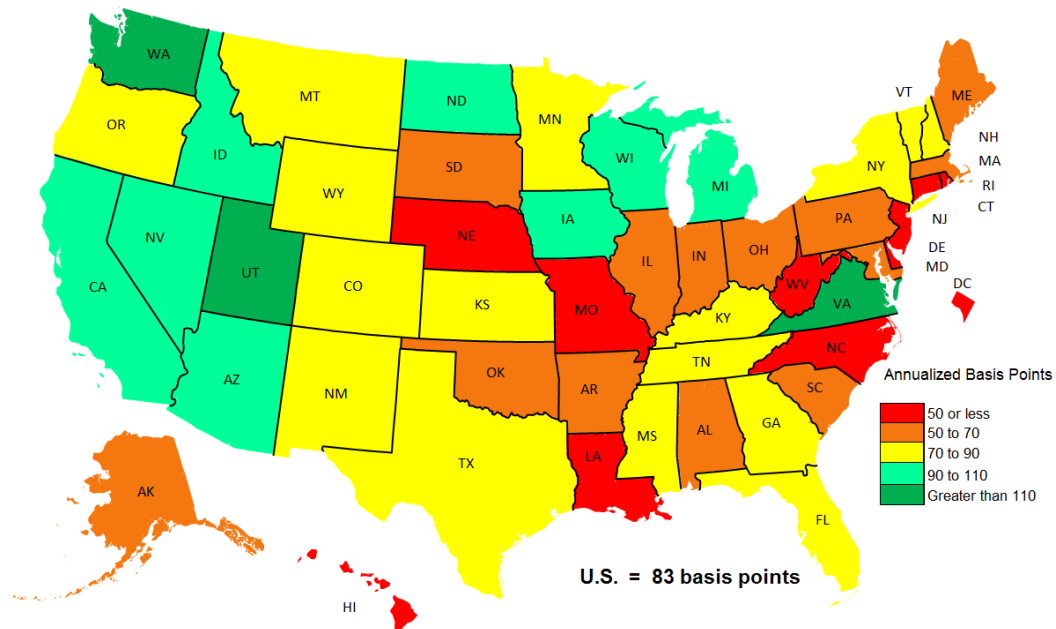 WA
MT
ND
MN
VT
ME
OR
ID
WI
NH
SD
NY
MA
WY
MI
RI
IA
CT
PA
NE
NJ
NV
OH
IL
IN
DE
UT
MD
CO
WV
CA
DC
KS
MO
VA
KY
NC
TN
AZ
OK
Annualized Basis Points
AR
SC
NM
50 or less
50 to 70
MS
AL
GA
70 to 90
LA
TX
90 to 110
AK
Greater than 110
FL
U.S. = 83 basis points
HI